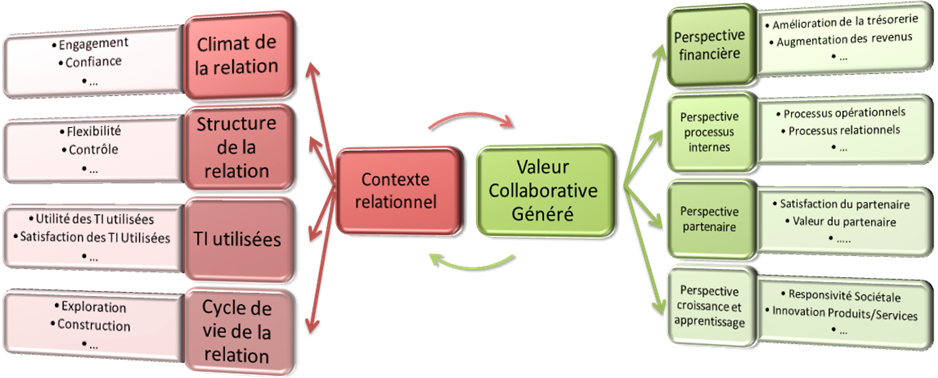 • Engagement
• Confiance
• ...
Climat de
la relation
• Flexibilité
• Contrôle
• ...
Structure
de la
relation
• Utilité des TI utilisées
• Satisfaction des TI Utilisées
• ...
TI utilisées
• Exploration
• Construction
• ...
Cycle de
vie de la
relation
Contexte
relationnel
Valeur
Collaborative
Généré
Perspective
financière
• Amélioration de la trésorerie
• Augmentation des revenus
• ...
Perspective
processus
internes
• Processus opérationnels
• Processus relationnels
• ...
Perspective
partenaire
• Satisfaction du partenaire
• Valeur du partenaire
• .....
Perspective
croissance et
apprentissage
• Responsivité Sociétale
• Innovation Produits/Services
• ...